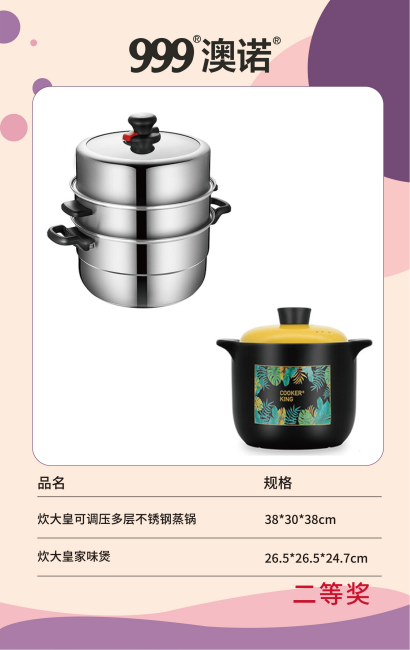 999®澳诺®
COOKER®
KING
品名 规格
炊大皇可调压多层不锈钢蒸锅 38*30*38cm
炊大皇家味煲 26.5*26.5*24.7cm
二等奖